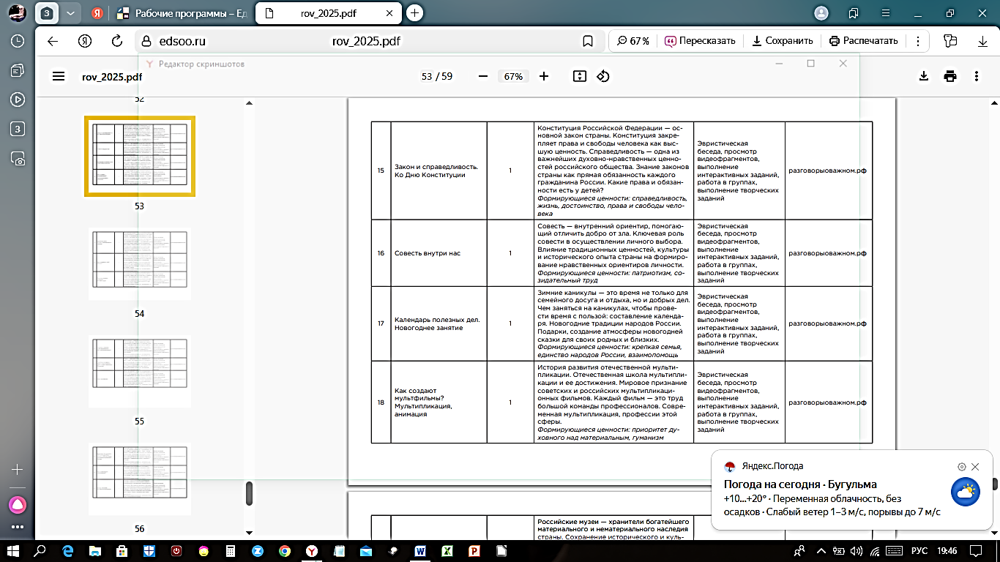 3
Рабочие программы – Ед
rov_2025.pdf
edsoo.ru
rov_2025.pdf
67%
Пересказать
Сохранить
Распечатать
Редактор скриншотов
rov_2025.pdf
53 / 59
67%
3
52
53
54
55
56
15
Закон и справедливость.
Ко Дню Конституции
1
Конституция Российской Федерации — ос-
новной закон страны. Конституция закре-
пляет права и свободы человека как выс-
шую ценность. Справедливость — одна из
важнейших духовно-нравственных ценно-
стей российского общества. Знание законов
страны как прямая обязанность каждого
гражданина России. Какие права и обязан-
ности есть у детей?
Формирующиеся ценности: справедливость,
жизнь, достоинство, права и свободы чело-
века
Эвристическая
беседа, просмотр
видеофрагментов,
выполнение
интерактивных заданий,
работа в группах,
выполнение творческих
заданий
разговорыоважном.рф
16
Совесть внутри нас
1
Совесть — внутренний ориентир, помогаю-
щий отличить добро от зла. Ключевая роль
совести в осуществлении личного выбора.
Влияние традиционных ценностей, культуры
и исторического опыта страны на формиро-
вание нравственных ориентиров личности.
Формирующиеся ценности: патриотизм, со-
зидательный труд
Эвристическая
беседа, просмотр
видеофрагментов,
выполнение
интерактивных заданий,
работа в группах,
выполнение творческих
заданий
разговорыоважном.рф
17
Календарь полезных дел.
Новогоднее занятие
1
Зимние каникулы — это время не только для
семейного досуга и отдыха, но и добрых дел.
Чем заняться на каникулах, чтобы прове-
сти время с пользой: составление календа-
ря. Новогодние традиции народов России.
Подарки, создание атмосферы новогодней
сказки для своих родных и близких.
Формирующиеся ценности: крепкая семья,
единство народов России, взаимопомощь
Эвристическая
беседа, просмотр
видеофрагментов,
выполнение
интерактивных заданий,
работа в группах,
выполнение творческих
заданий
разговорыоважном.рф
18
Как создают
мультфильмы?
Мультипликация,
анимация
1
История развития отечественной мульти-
пликации. Отечественная школа мультипли-
кации и ее достижения. Мировое признание
советских и российских мультипликаци-
онных фильмов. Каждый фильм — это труд
большой команды профессионалов. Совре-
менная мультипликация, профессии этой
сферы.
Формирующиеся ценности: приоритет ду-
ховного над материальным, гуманизм
Эвристическая
беседа, просмотр
видеофрагментов,
выполнение
интерактивных заданий,
работа в группах,
выполнение творческих
заданий
разговорыоважном.рф
Российские музеи — хранители богатейшего
материального и нематериального наследия
страны. Сохранение исторического и куль-
Яндекс.Погода
Погода на сегодня · Бугульма
+10...+20° · Переменная облачность, без
осадков · Слабый ветер 1–3 м/с, порывы до 7 м/с
РУС
19:46